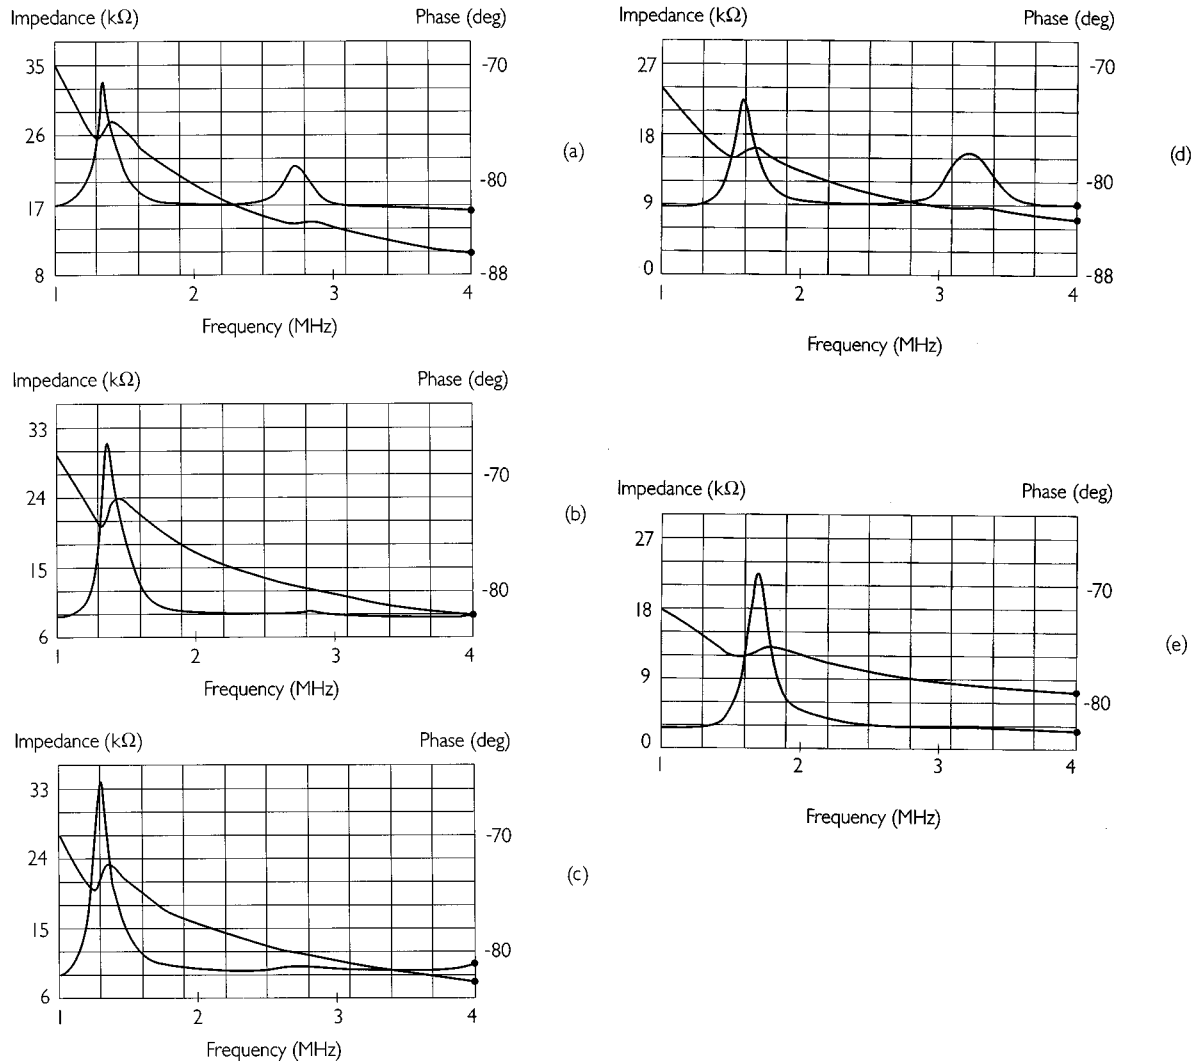 Impedance (kΩ) Phase (deg)
35
-70
26
(a)
-80
17
8
-88
1 2 3 4
Frequency (MHz)
Impedance (kΩ) Phase (deg)
33
-70
24
(b)
15
-80
6
1 2 3 4
Frequency (MHz)
Impedance (kΩ) Phase (deg)
33
-70
24
(c)
15
-80
6
1 2 3 4
Frequency (MHz)
Impedance (kΩ) Phase (deg)
27
-70
18
(d)
-80
9
0
-88
1 2 3 4
Frequency (MHz)
Impedance (kΩ) Phase (deg)
27
-70
18
(e)
9
-80
0
1 2 3 4
Frequency (MHz)